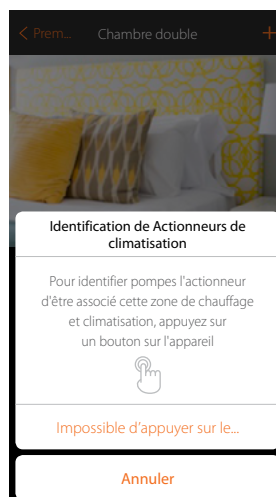 < Prem... Chambre double +
Identification de Actionneurs de
climatisation
Pour identifier pompes l'actionneur
d'être associé cette zone de chauffage
et climatisation, appuyez sur
un bouton sur l'appareil
Impossible d'appuyer sur le...
Annuler